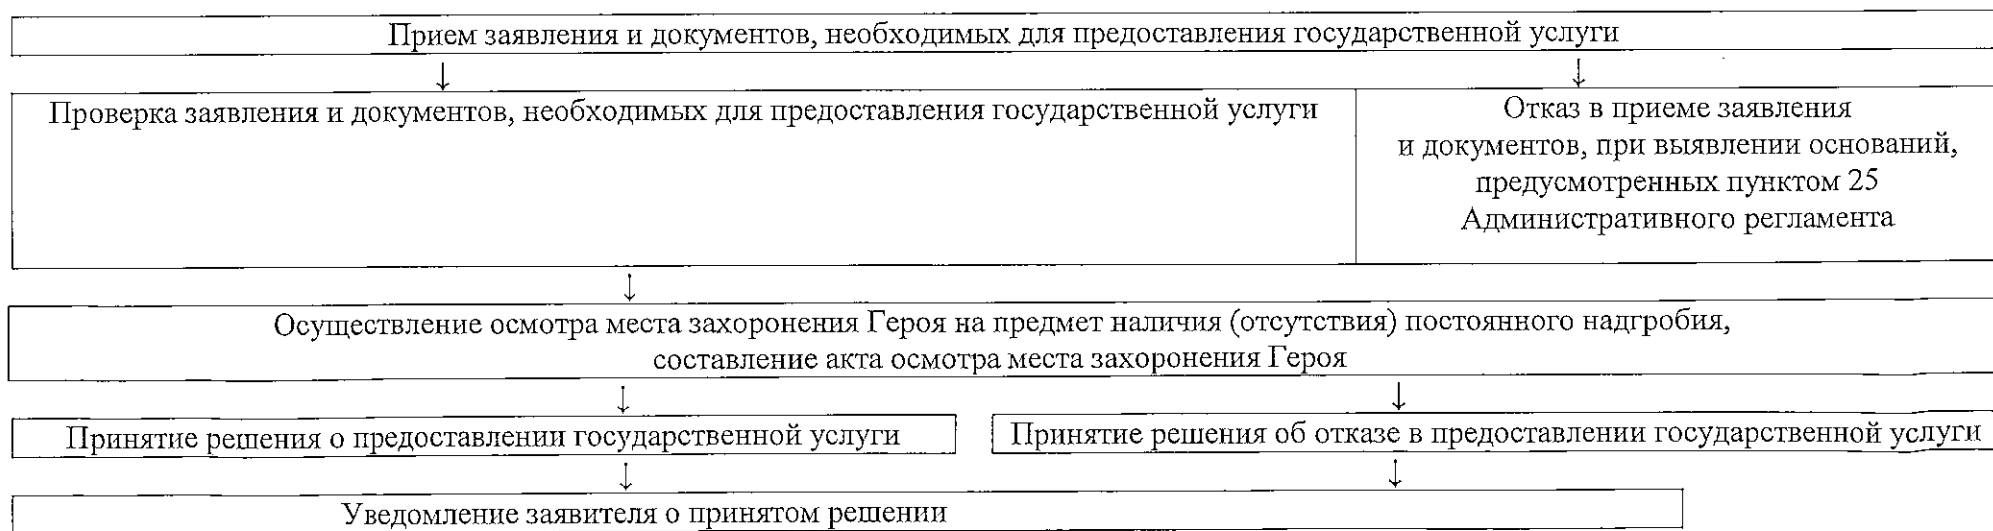 Прием заявления и документов, необходимых для предоставления государственной услуги
↓ ↓
Проверка заявления и документов, необходимых для предоставления государственной услуги
Отказ в приеме заявления
и документов, при выявлении оснований,
предусмотренных пунктом 25
Административного регламента
↓
Осуществление осмотра места захоронения Героя на предмет наличия (отсутствия) постоянного надгробия,
составление акта осмотра места захоронения Героя
↓ ↓
Принятие решения о предоставлении государственной услуги
Принятие решения об отказе в предоставлении государственной услуги
↓ ↓
Уведомление заявителя о принятом решении